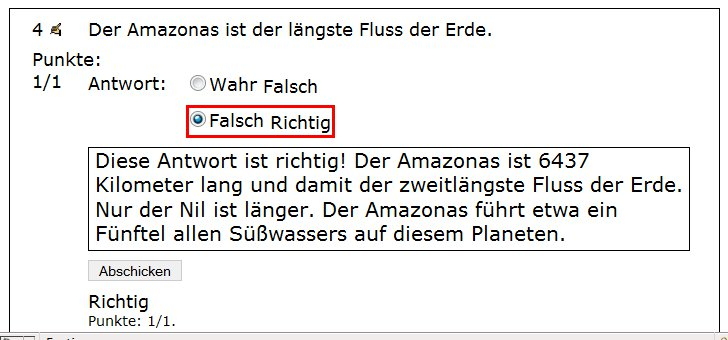 4 Der Amazonas ist der längste Fluss der Erde.
Punkte:
1/1 Antwort: Wahr Falsch
Falsch Richtig
Diese Antwort ist richtig! Der Amazonas ist 6437
Kilometer lang und damit der zweitlängste Fluss der Erde.
Nur der Nil ist länger. Der Amazonas führt etwa ein
Fünftel allen Süßwassers auf diesem Planeten.
Abschicken
Richtig
Punkte: 1/1.